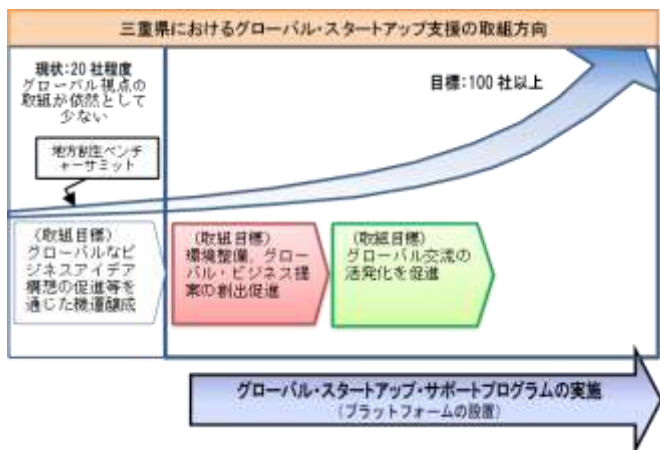 三重県におけるグローバル・スタートアップ支援の取組方向
現状:20社程度
グローバル視点の
取組が依然として
少ない
目標:100社以上
地方創生ベンチ
ャーサミット
(取組目標)
グローバルなビ
ジネスアイデア
構想の促進等を
通じた機運醸成
(取組目標)
環境整備、グロー
バル・ビジネス提
案の創出促進
(取組目標)
グローバル交流の
活発化を促進
グローバル・スタートアップ・サポートプログラムの実施
(プラットフォームの設置)